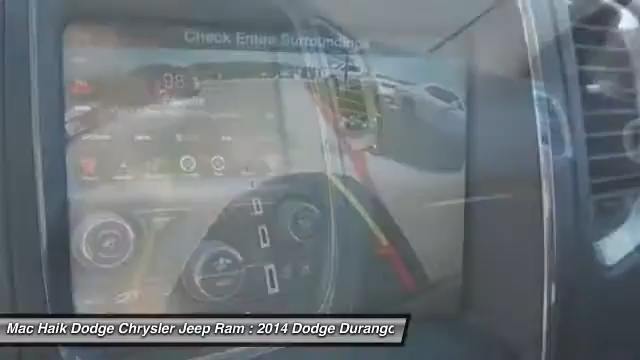 Check Entire Surroundings
Mac Haik Dodge Chrysler Jeep Ram : 2014 Dodge Durango